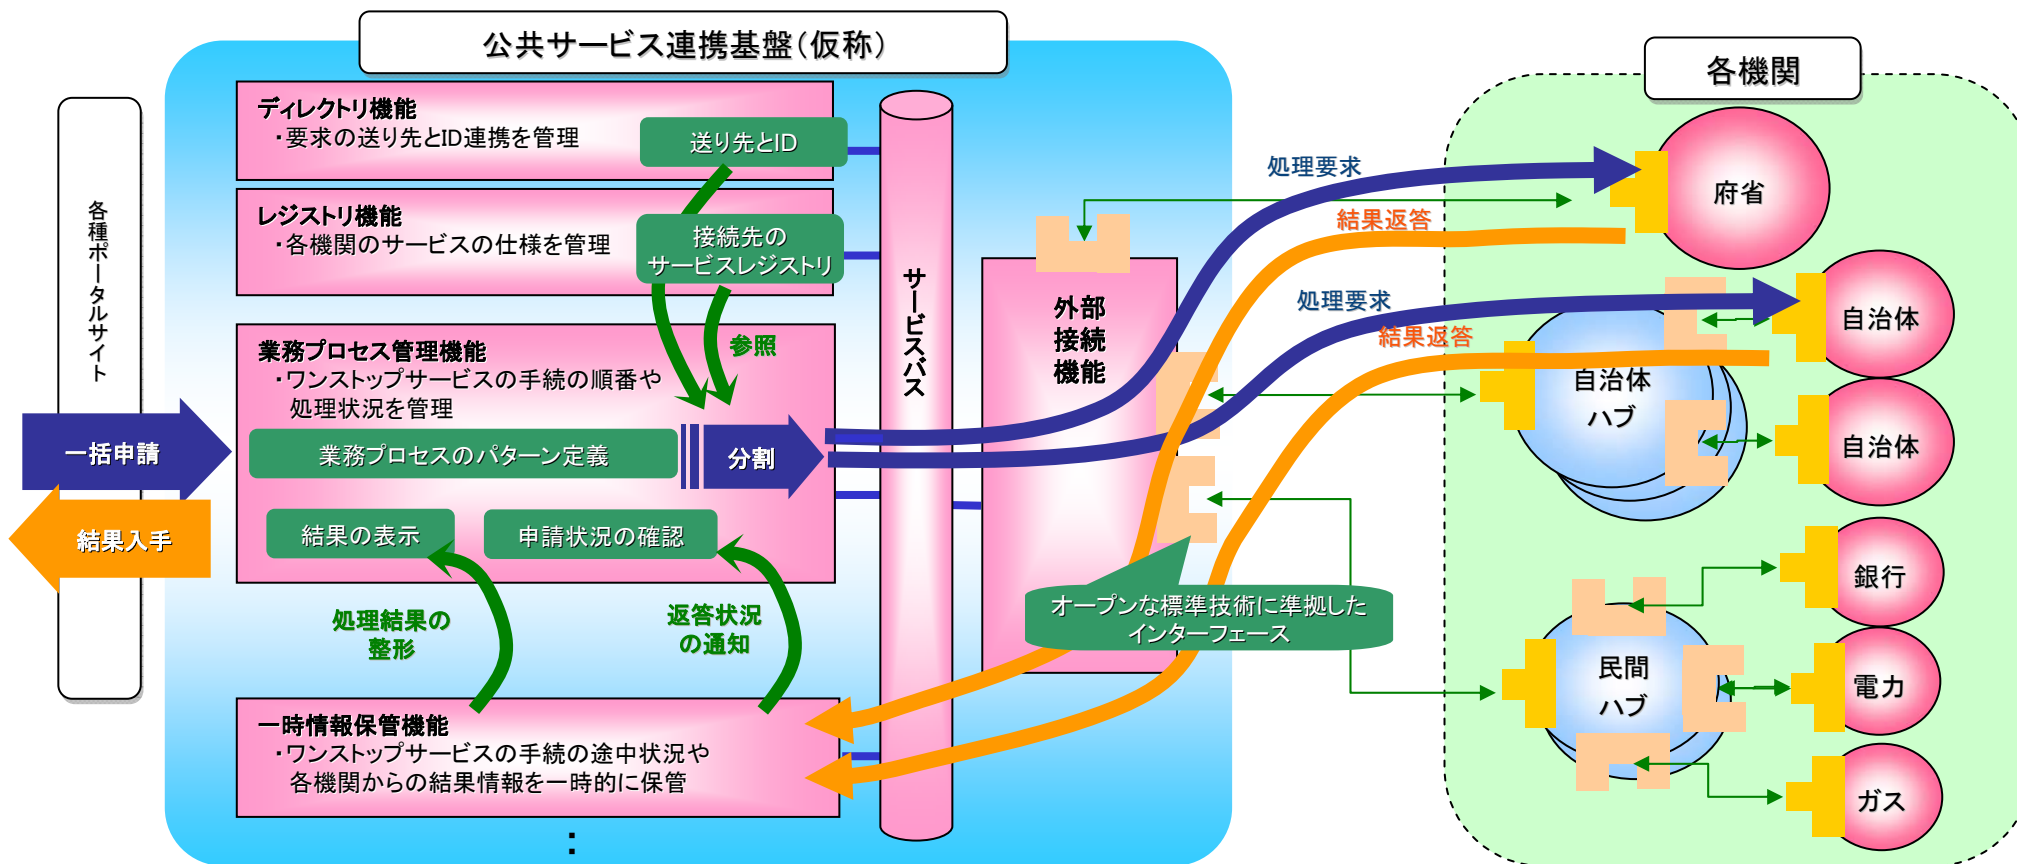 公共サービス連携基盤（仮称）
各機関
各種ポータルサイト
一括申請
結果入手
ディレクトリ機能
・要求の送り先とID連携を管理
送り先とID
レジストリ機能
・各機関のサービスの仕様を管理
接続先の
サービスレジストリ
業務プロセス管理機能
・ワンストップサービスの手続の順番や
処理状況を管理
参照
業務プロセスのパターン定義
分割
結果の表示
申請状況の確認
処理結果の
整形
返答状況
の通知
一時情報保管機能
・ワンストップサービスの手続の途中状況や
各機関からの結果情報を一時的に保管
：
サービスバス
外部
接続
機能
オープンな標準技術に準拠した
インターフェース
処理要求
結果返答
処理要求
結果返答
府省
自治体
自治体
ハブ
自治体
銀行
民間
ハブ
電力
ガス